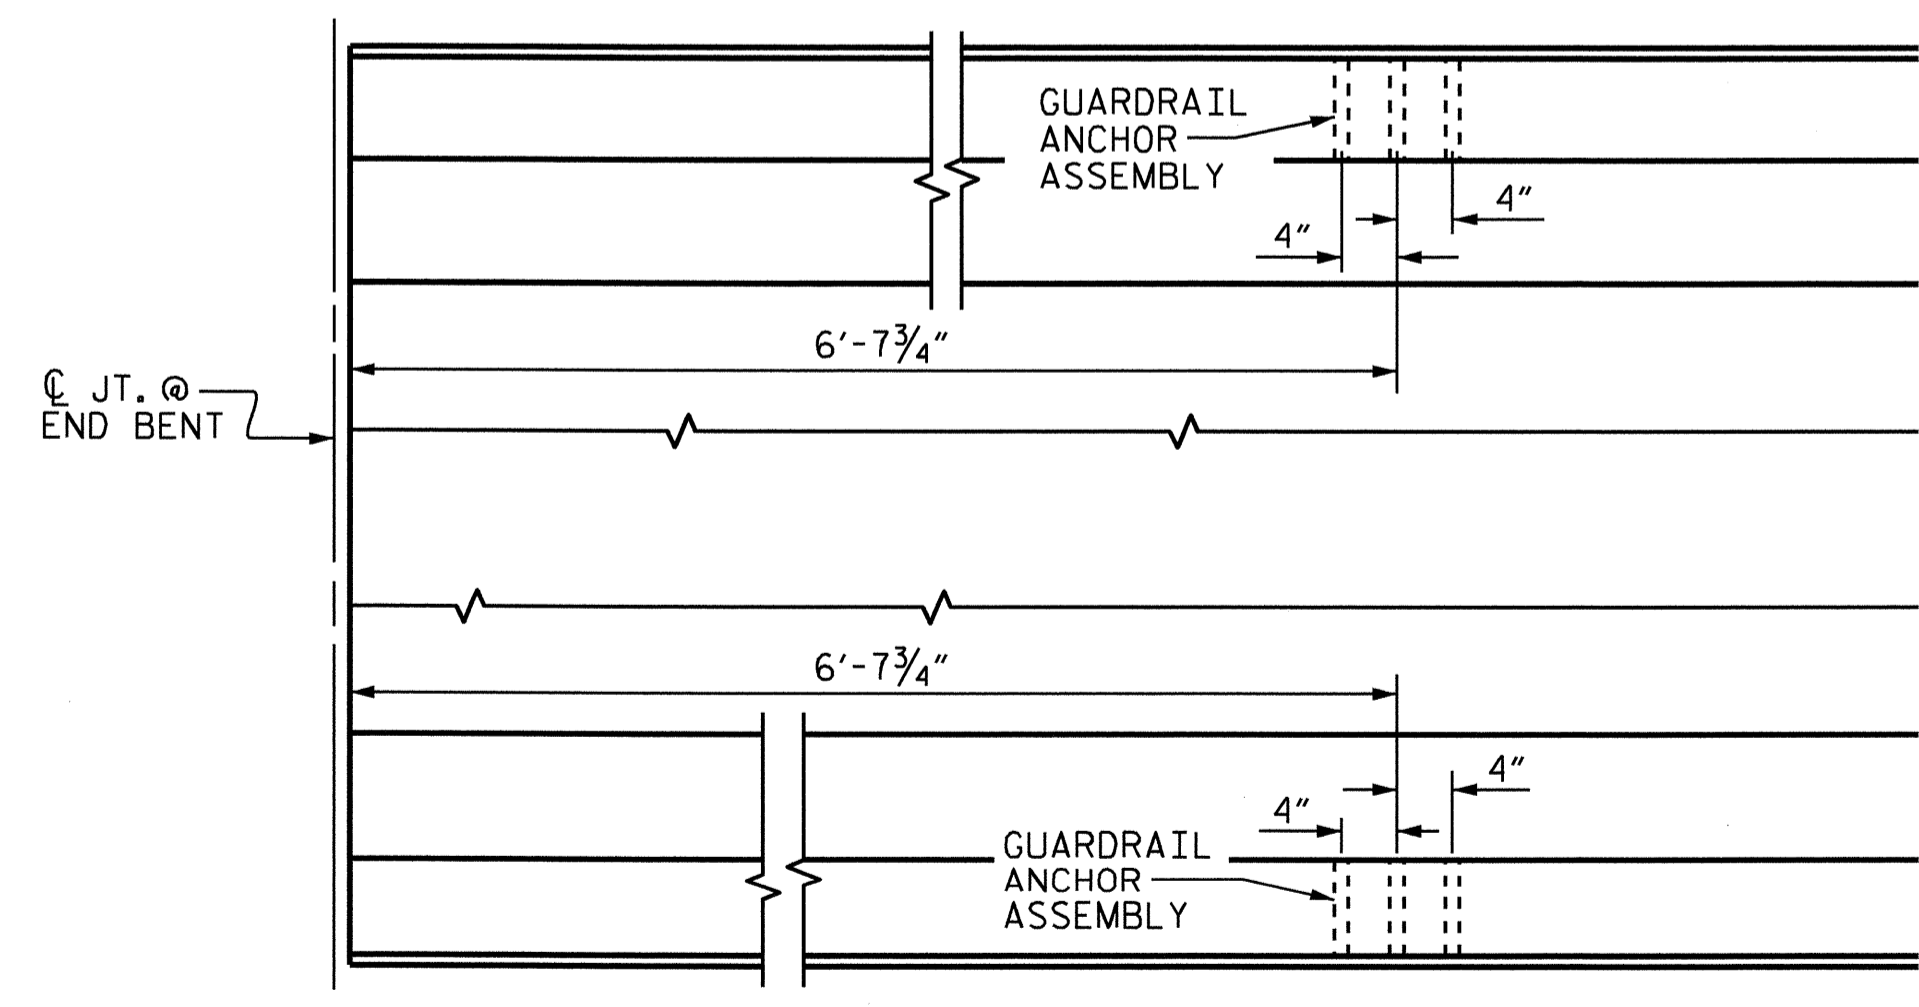 GUARDRAIL
ANCHOR
ASSEMBLY
4"
4"
6'-7¾"
℄ JT. @
END BENT
6'-7¾"
4"
4"
GUARDRAIL
ANCHOR
ASSEMBLY